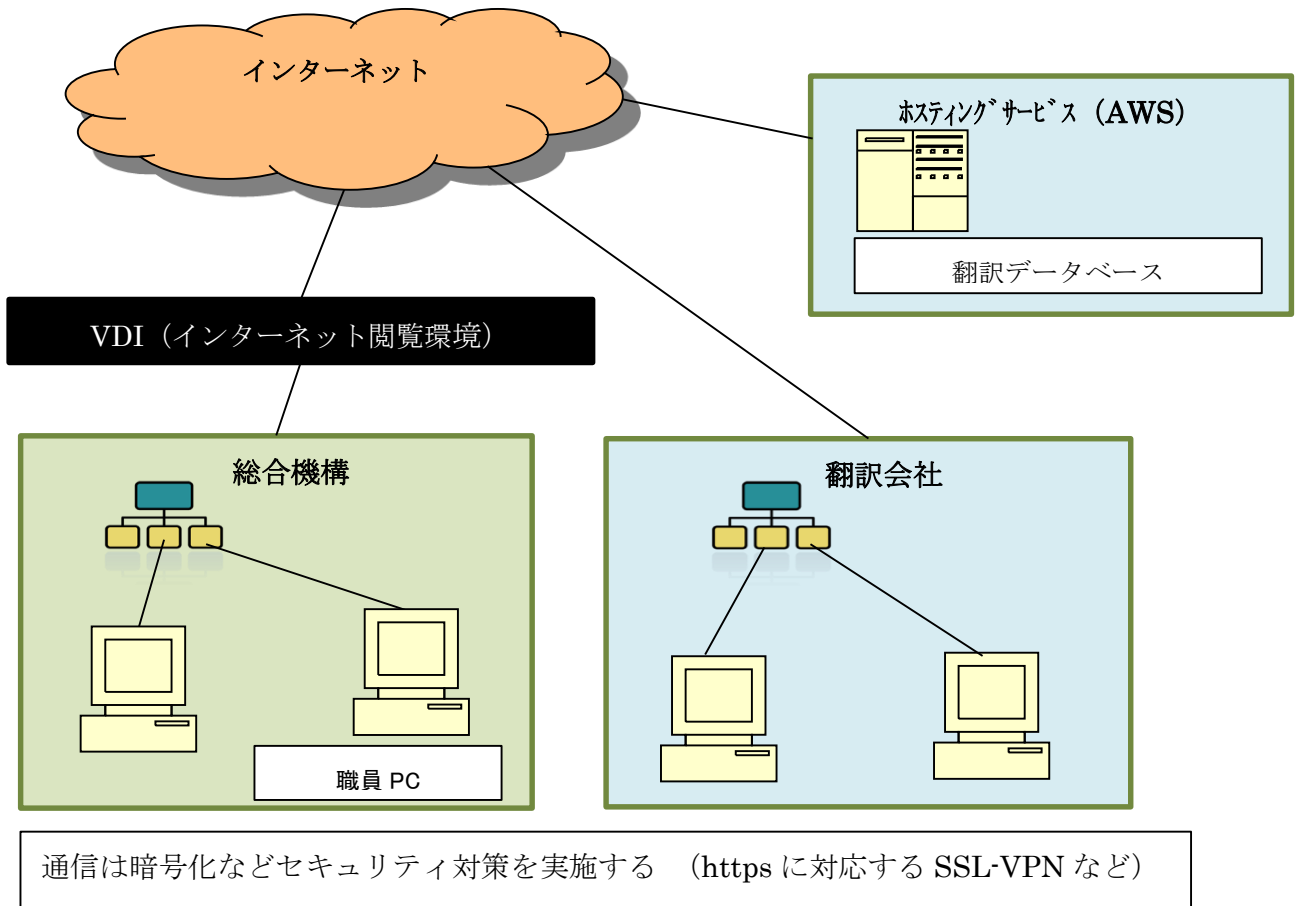 インターネット
ﾎｽﾃｨﾝｸﾞｻｰﾋﾞｽ（AWS）
翻訳データベース
VDI（インターネット閲覧環境）
総合機構
翻訳会社
職員 PC
通信は暗号化などセキュリティ対策を実施する　（https に対応する SSL-VPN など）